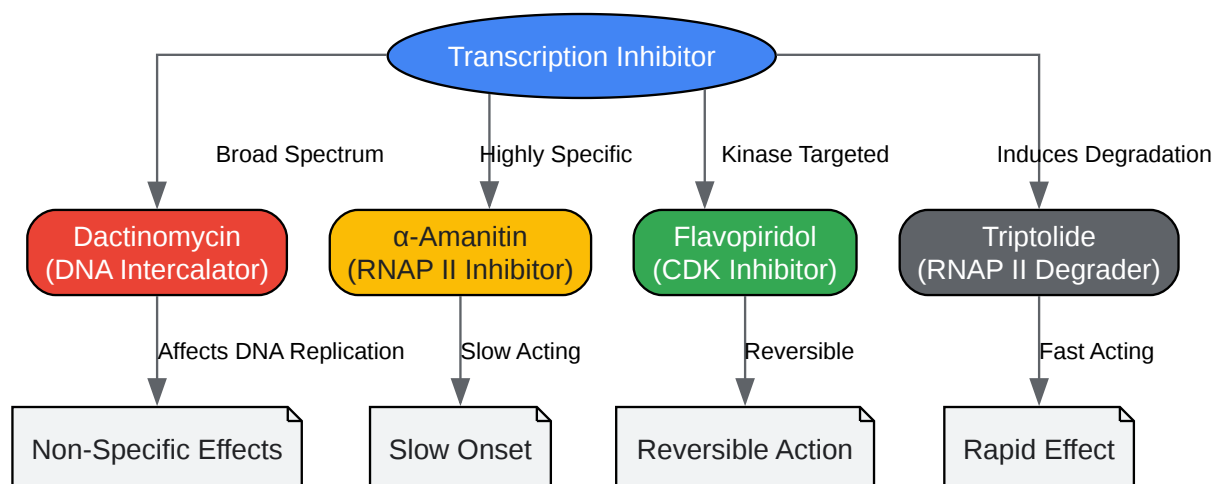 Transcription Inhibitor
Broad Spectrum
Highly Specific
Kinase Targeted
Induces Degradation
Dactinomycin
(DNA Intercalator)
α-Amanitin
(RNAP II Inhibitor)
Flavopiridol
(CDK Inhibitor)
Triptolide
(RNAP II Degrader)
Affects DNA Replication
Slow Acting
Reversible
Fast Acting
Non-Specific Effects
Slow Onset
Reversible Action
Rapid Effect